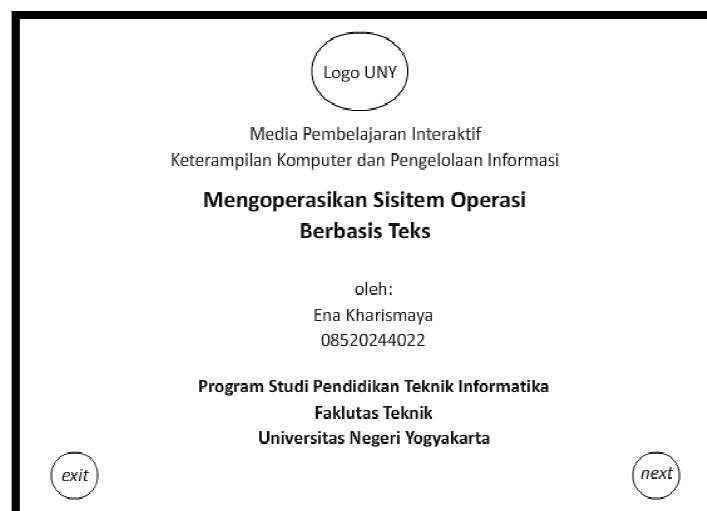 Logo UNY
Media Pembelajaran Interaktif
Keterampilan Komputer dan Pengelolaan Informasi
Mengoperasikan Sisitem Operasi
Berbasis Teks
oleh:
Ena Kharismaya
08520244022
Program Studi Pendidikan Teknik Informatika
Faklutas Teknik
Universitas Negeri Yogyakarta
exit next